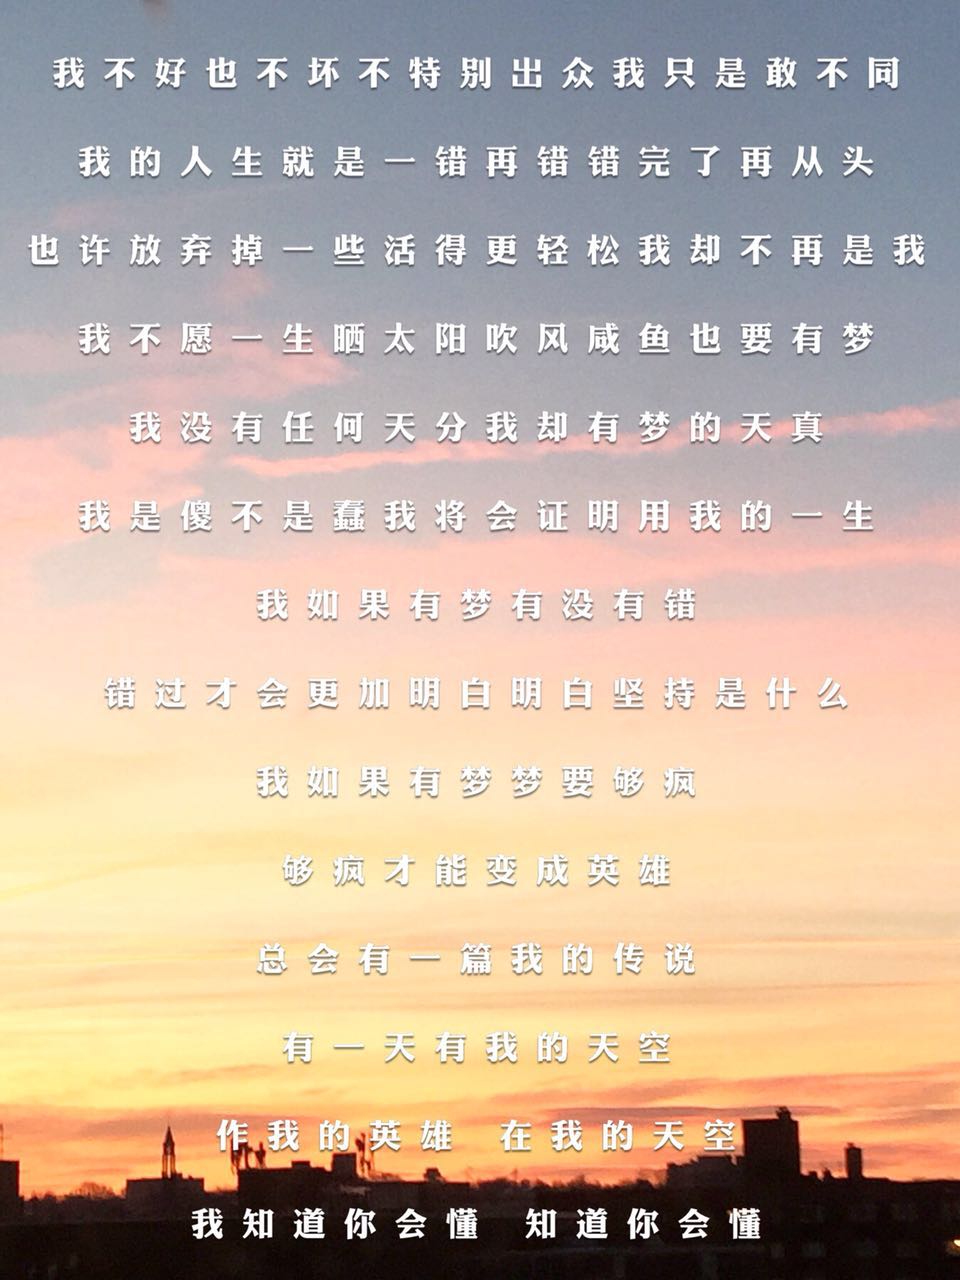 我不好也不坏不特别出众我只是敢不同
我的人生就是一错再错错完了再从头
也许放弃掉一些活得更轻松我却不再是我
我不愿一生晒太阳吹风咸鱼也要有梦
我没有任何天分我却有梦的天真
我是傻不是蠢我将会证明用我的一生
我如果有梦有没有错
错过才会更加明白明白坚持是什么
我如果有梦梦要够疯
够疯才能变成英雄
总会有一篇我的传说
有一天有我的天空
作我的英雄 在我的天空
我知道你会懂 知道你会懂